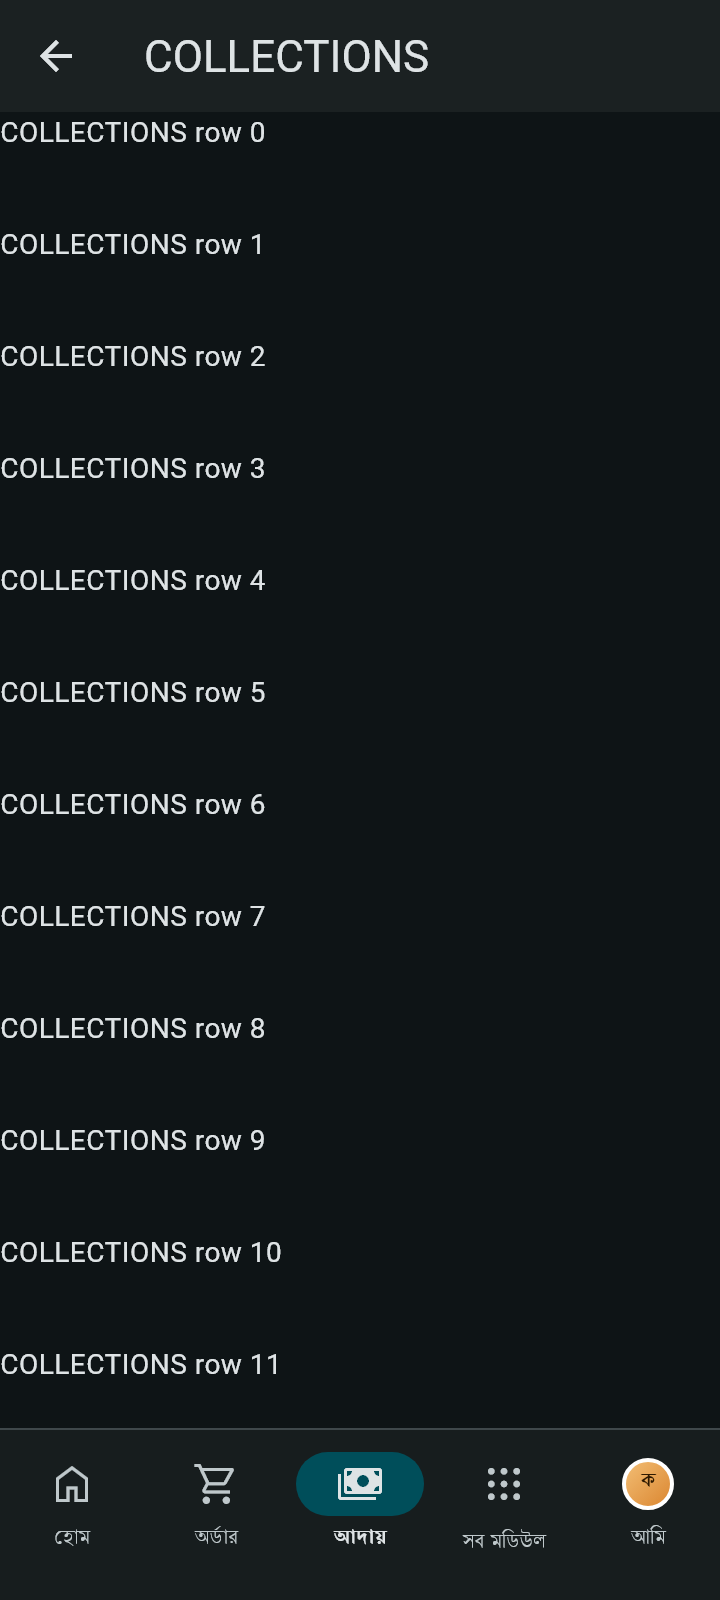 COLLECTIONS
COLLECTIONS row 0
COLLECTIONS row 1
COLLECTIONS row 2
COLLECTIONS row 3
COLLECTIONS row 4
COLLECTIONS row 5
COLLECTIONS row 6
COLLECTIONS row 7
COLLECTIONS row 8
COLLECTIONS row 9
COLLECTIONS row 10
COLLECTIONS row 11
ক
হোম অর্ডার আদায় সব মডিউল আমি